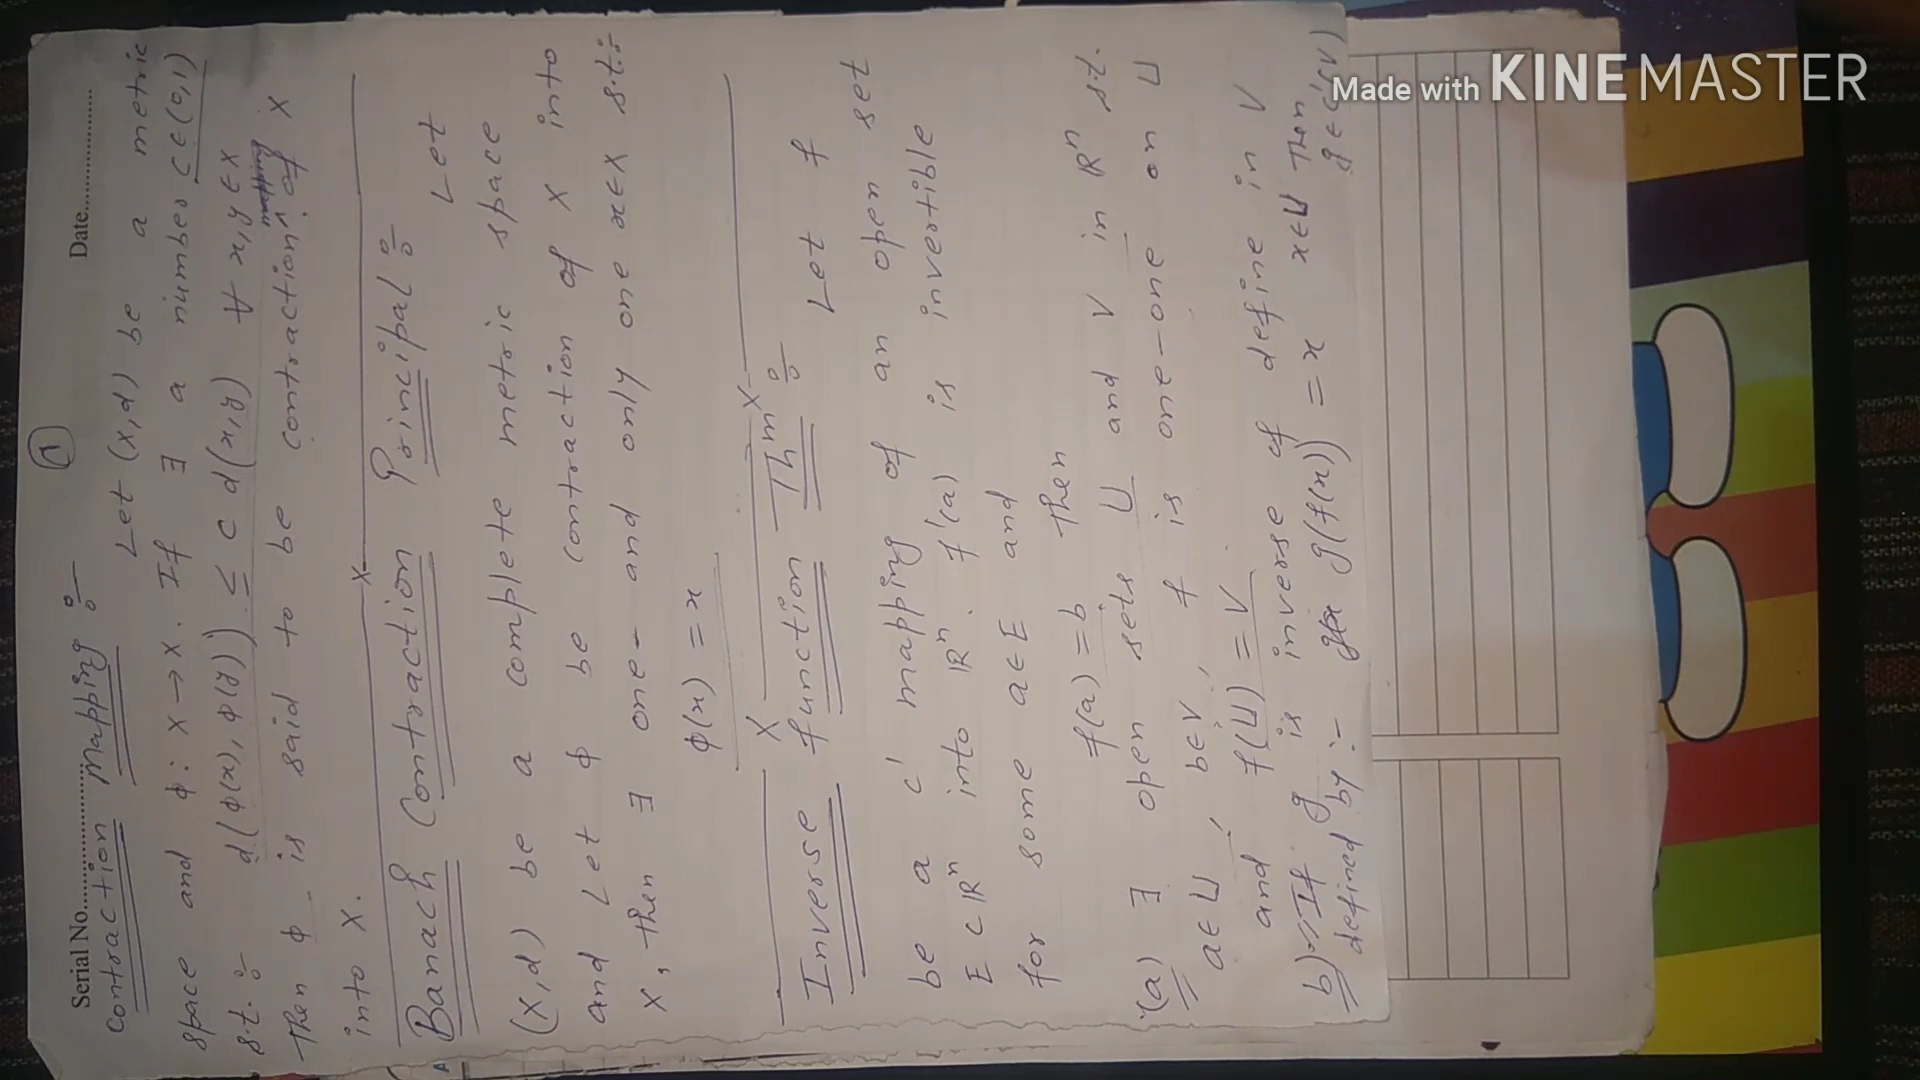 Serial No.................... ① Date....................
Contraction Mapping :-
Let (X,d) be a metric
space and φ : X → X. If ∃ a number c ∈ (0,1)
s.t. :- d(φ(x), φ(y)) ≤ c d(x,y) ∀ x,y ∈ X
Then φ is said to be contraction of X
into X.
Banach Contraction Principal :- Let
(X,d) be a complete metric space
and Let φ be contraction of X into
X, then ∃ one- and only one x∈X s.t. :-
φ(x) = x
Inverse function Thm :- Let f
be a C' mapping of an open set
E ⊂ ℝⁿ into ℝⁿ. f'(a) is invertible
for some a∈E and
f(a) = b then
(a) ∃ open sets U and V in ℝⁿ s.t.
a∈U, b∈V, f is one-one on U
and f(U) = V
b) If g is inverse of f define in V
defined by :- g(f(x)) = x x∈U Then g ∈ C'(V)
Made with KINEMASTER